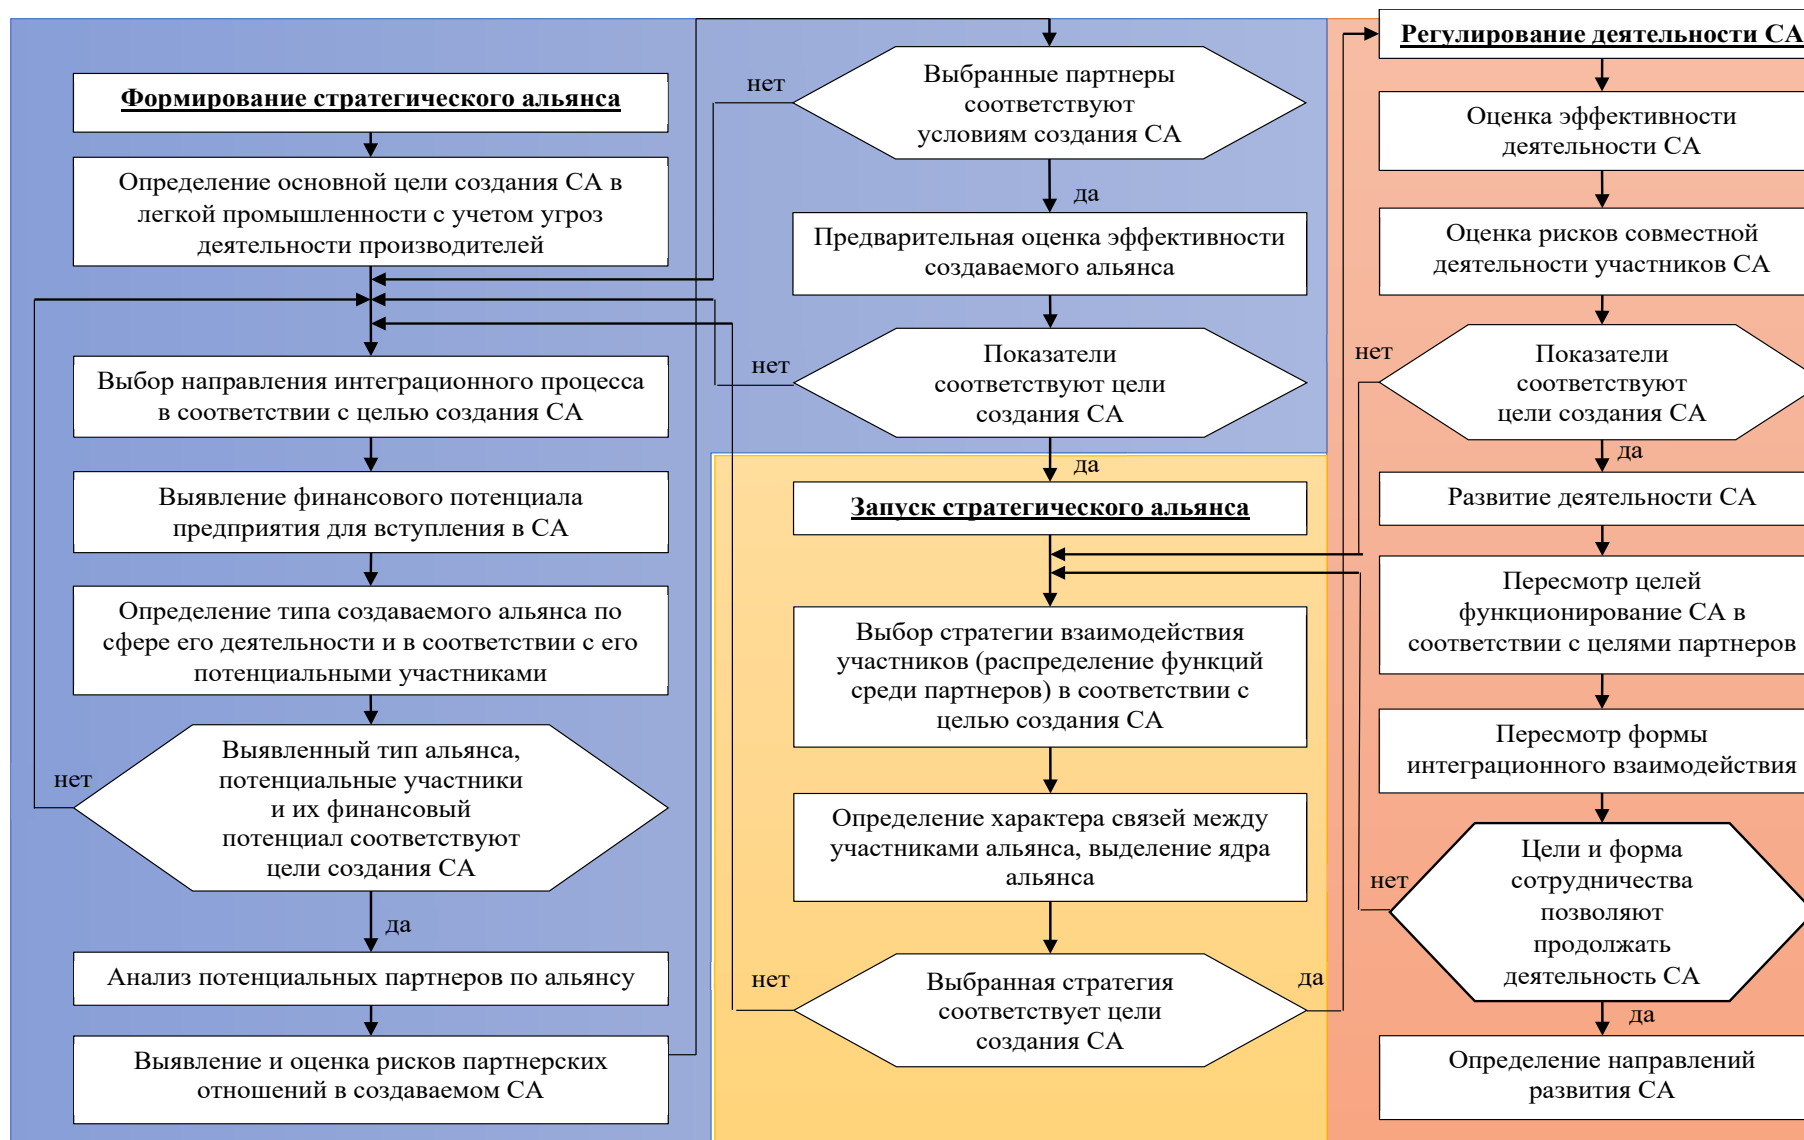 Формирование стратегического альянса
Определение основной цели создания СА в
легкой промышленности с учетом угроз
деятельности производителей
Выбор направления интеграционного процесса
в соответствии с целью создания СА
Выявление финансового потенциала
предприятия для вступления в СА
Определение типа создаваемого альянса по
сфере его деятельности и в соответствии с его
потенциальными участниками
нет
Выявленный тип альянса,
потенциальные участники
и их финансовый
потенциал соответствуют
цели создания СА
да
Анализ потенциальных партнеров по альянсу
Выявление и оценка рисков партнерских
отношений в создаваемом СА
нет
Выбранные партнеры
соответствуют
условиям создания СА
да
Предварительная оценка эффективности
создаваемого альянса
нет
Показатели
соответствуют цели
создания СА
да
Запуск стратегического альянса
Выбор стратегии взаимодействия
участников (распределение функций
среди партнеров) в соответствии с
целью создания СА
Определение характера связей между
участниками альянса, выделение ядра
альянса
нет
Выбранная стратегия
соответствует цели
создания СА
да
Регулирование деятельности СА
Оценка эффективности
деятельности СА
Оценка рисков совместной
деятельности участников СА
нет
Показатели
соответствуют
цели создания СА
да
Развитие деятельности СА
Пересмотр целей
функционирование СА в
соответствии с целями партнеров
Пересмотр формы
интеграционного взаимодействия
нет
Цели и форма
сотрудничества
позволяют
продолжать
деятельность СА
да
Определение направлений
развития СА